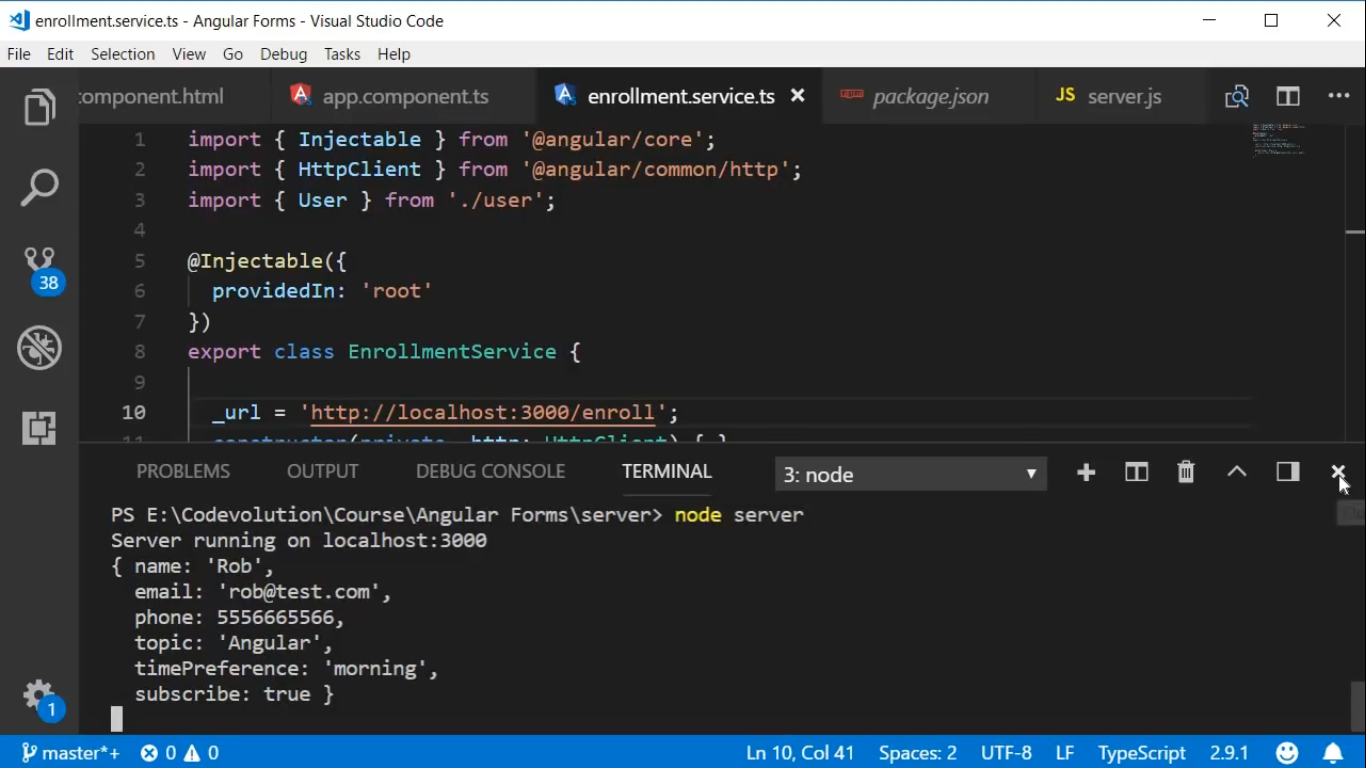 enrollment.service.ts - Angular Forms - Visual Studio Code
File Edit Selection View Go Debug Tasks Help
component.html app.component.ts enrollment.service.ts package.json JS server.js
1 import { Injectable } from '@angular/core';
2 import { HttpClient } from '@angular/common/http';
3 import { User } from './user';
4
5 @Injectable({
6 providedIn: 'root'
7 })
8 export class EnrollmentService {
9
10 _url = 'http://localhost:3000/enroll';
11 constructor(private _http: HttpClient) { }
38
PROBLEMS OUTPUT DEBUG CONSOLE TERMINAL 3: node
PS E:\Codevolution\Course\Angular Forms\server> node server
Server running on localhost:3000
{ name: 'Rob',
email: 'rob@test.com',
phone: 5556665566,
topic: 'Angular',
timePreference: 'morning',
subscribe: true }
1
master*+ 0 0 Ln 10, Col 41 Spaces: 2 UTF-8 LF TypeScript 2.9.1